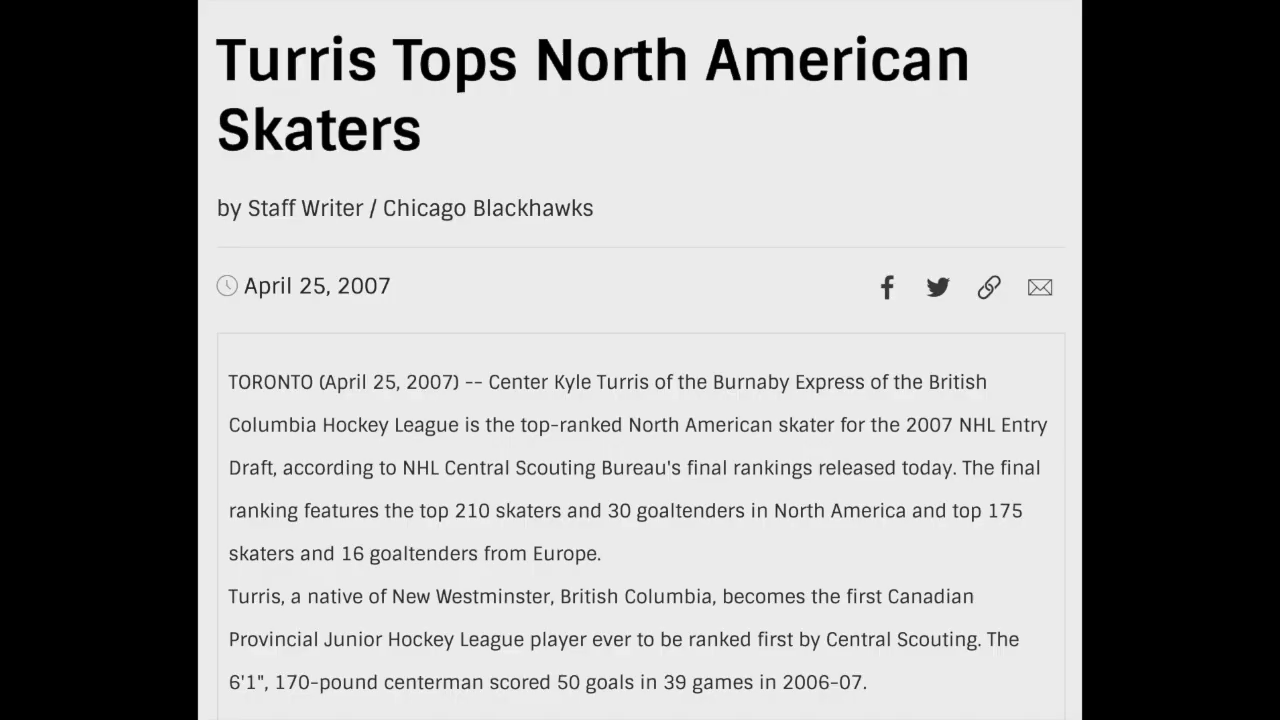 Turris Tops North American
Skaters
by Staff Writer / Chicago Blackhawks
April 25, 2007
TORONTO (April 25, 2007) -- Center Kyle Turris of the Burnaby Express of the British
Columbia Hockey League is the top-ranked North American skater for the 2007 NHL Entry
Draft, according to NHL Central Scouting Bureau's final rankings released today. The final
ranking features the top 210 skaters and 30 goaltenders in North America and top 175
skaters and 16 goaltenders from Europe.
Turris, a native of New Westminster, British Columbia, becomes the first Canadian
Provincial Junior Hockey League player ever to be ranked first by Central Scouting. The
6'1", 170-pound centerman scored 50 goals in 39 games in 2006-07.